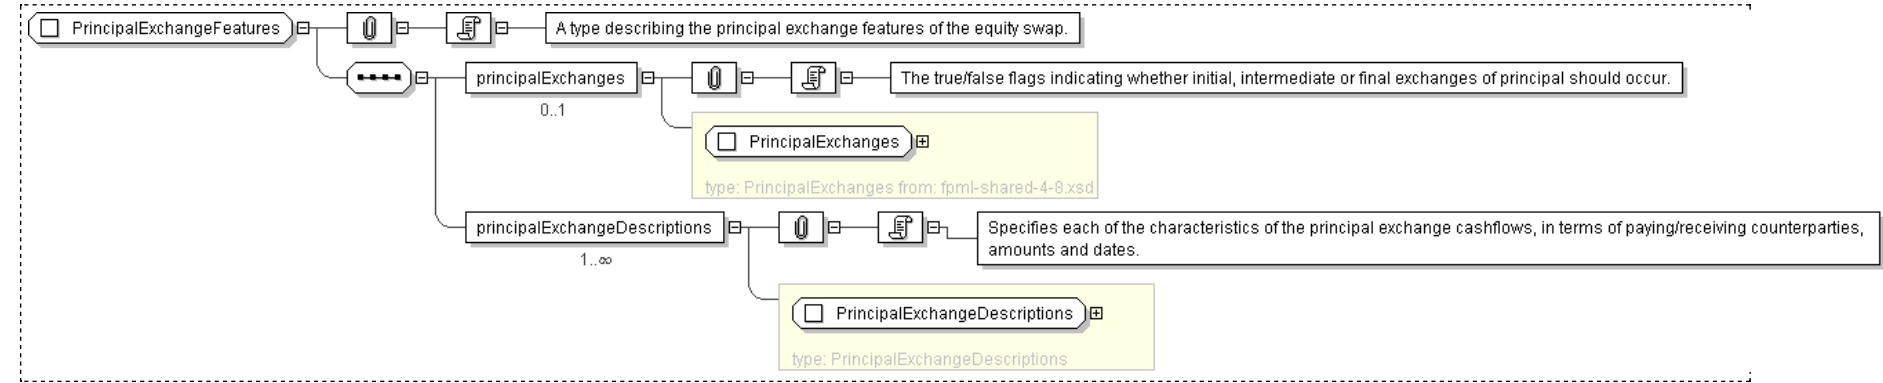 PrincipalExchangeFeatures
A type describing the principal exchange features of the equity swap.
principalExchanges
The true/false flags indicating whether initial, intermediate or final exchanges of principal should occur.
0..1
PrincipalExchanges
type: PrincipalExchanges from: fpml-shared-4-8.xsd
principalExchangeDescriptions
Specifies each of the characteristics of the principal exchange cashflows, in terms of paying/receiving counterparties,
amounts and dates.
1..∞
PrincipalExchangeDescriptions
type: PrincipalExchangeDescriptions